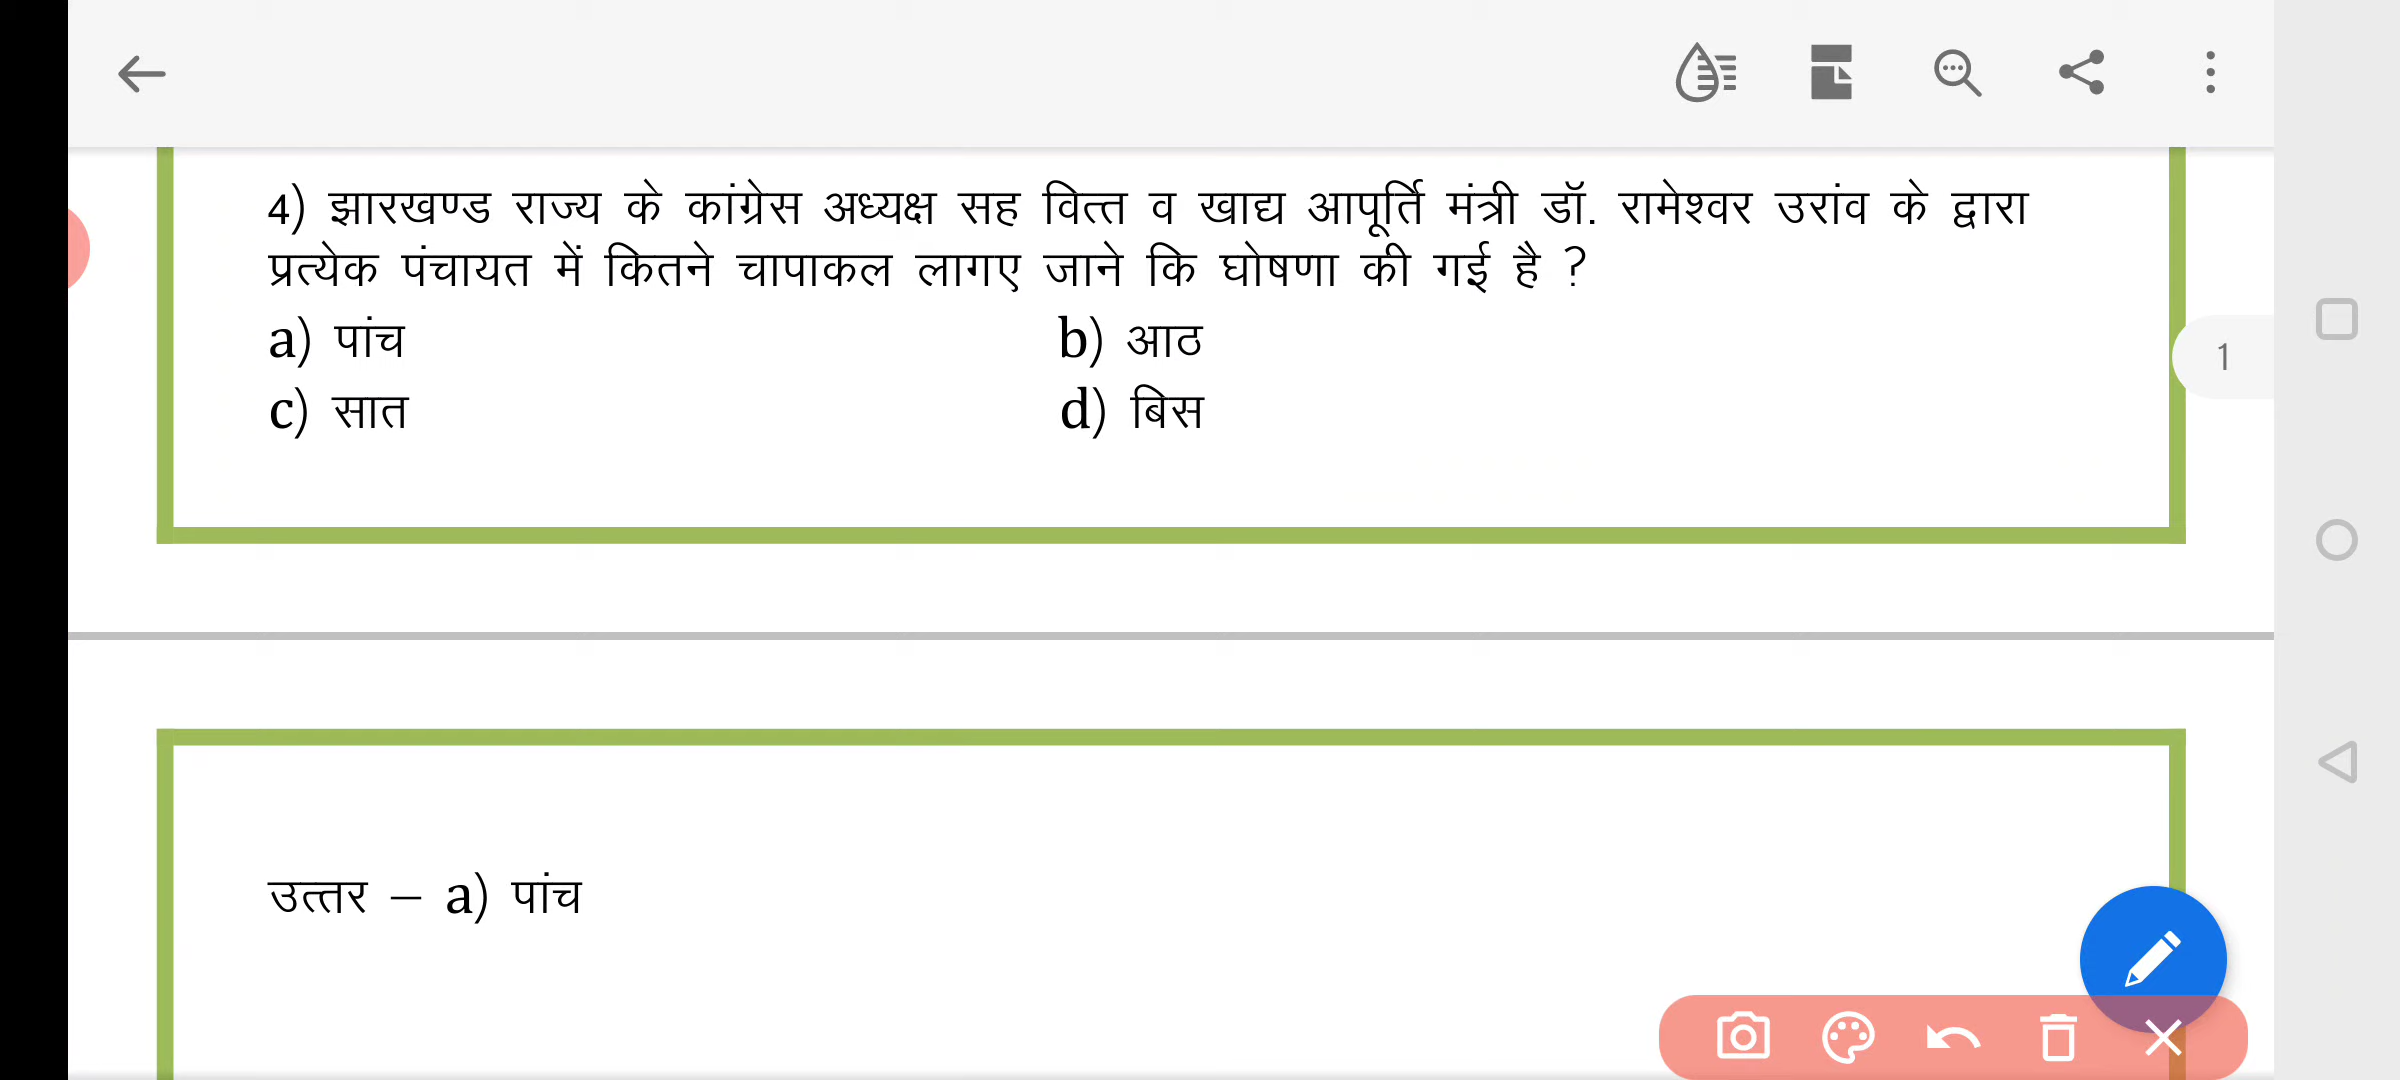 4) झारखण्ड राज्य के कांग्रेस अध्यक्ष सह वित्त व खाद्य आपूर्ति मंत्री डॉ. रामेश्वर उरांव के द्वारा
प्रत्येक पंचायत में कितने चापाकल लागए जाने कि घोषणा की गई है ?
a) पांच b) आठ
c) सात d) बिस
1
उत्तर – a) पांच